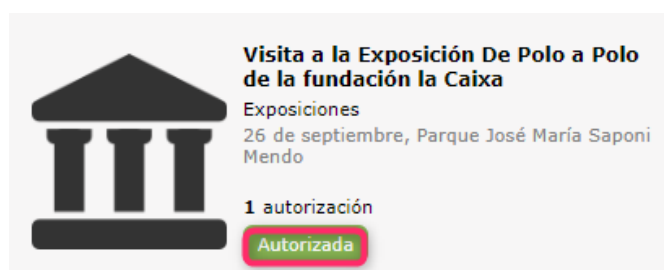 Visita a la Exposición De Polo a Polo
de la fundación la Caixa
Exposiciones
26 de septiembre, Parque José María Saponi
Mendo
1 autorización
Autorizada